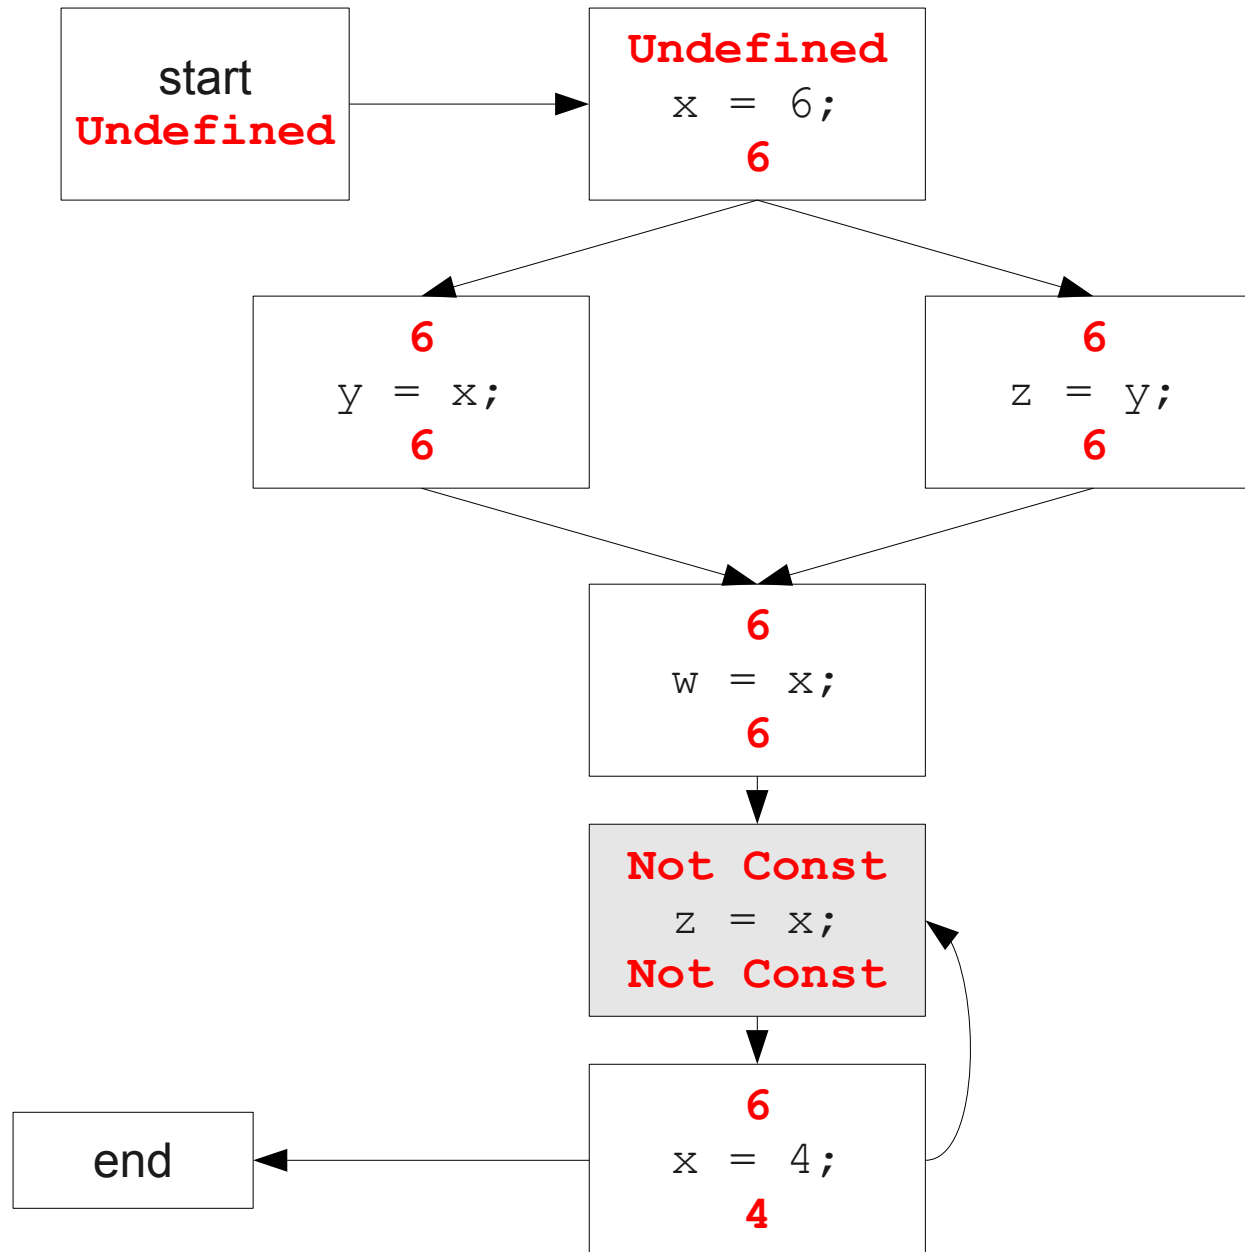 start
Undefined
Undefined
x = 6;
6
6
y = x;
6
6
z = y;
6
6
w = x;
6
Not Const
z = x;
Not Const
6
x = 4;
4
end